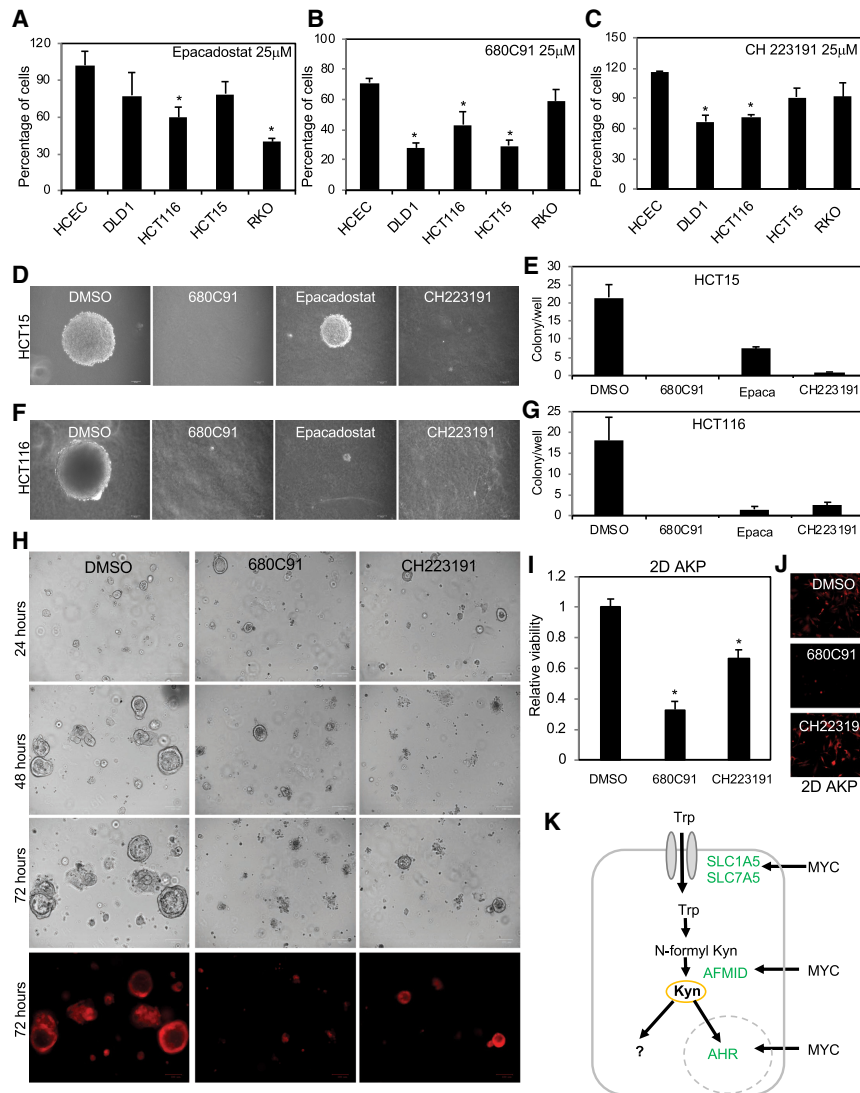 A
Epacadostat 25μM
Percentage of cells
120
90
60
30
0
*
*
HCEC
DLD1
HCT116
HCT15
RKO
B
680C91 25μM
Percentage of cells
100
80
60
40
20
0
*
*
*
HCEC
DLD1
HCT116
HCT15
RKO
C
CH 223191 25μM
Percentage of cells
150
120
90
60
30
0
*
*
HCEC
DLD1
HCT116
HCT15
RKO
D
HCT15
DMSO
680C91
Epacadostat
CH223191
E
HCT15
Colony/well
30
25
20
15
10
5
0
DMSO
680C91
Epaca
CH223191
F
HCT116
DMSO
680C91
Epacadostat
CH223191
G
HCT116
Colony/well
25
20
15
10
5
0
DMSO
680C91
Epaca
CH223191
H
DMSO
680C91
CH223191
24 hours
48 hours
72 hours
72 hours
I
2D AKP
Relative viability
1.2
1
0.8
0.6
0.4
0.2
0
*
*
DMSO
680C91
CH223191
J
DMSO
680C91
CH22319
2D AKP
K
Trp
SLC1A5
SLC7A5
MYC
Trp
N-formyl Kyn
AFMID
MYC
Kyn
?
AHR
MYC